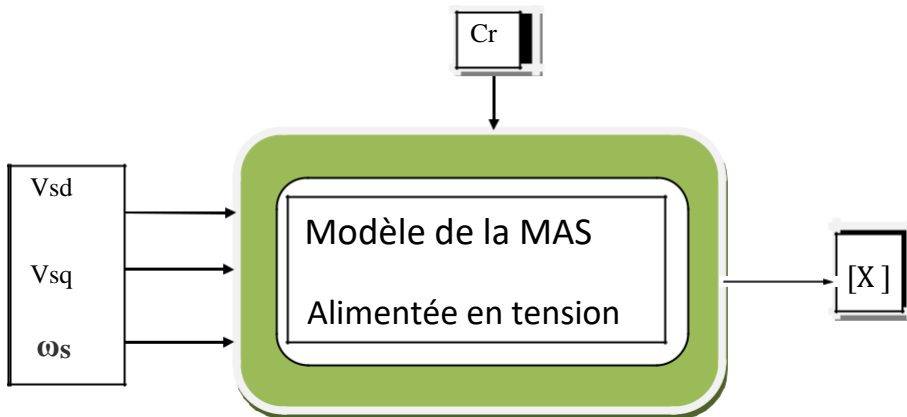 Cr
Vsd
Vsq
ωs
Modèle de la MAS
Alimentée en tension
[X ]